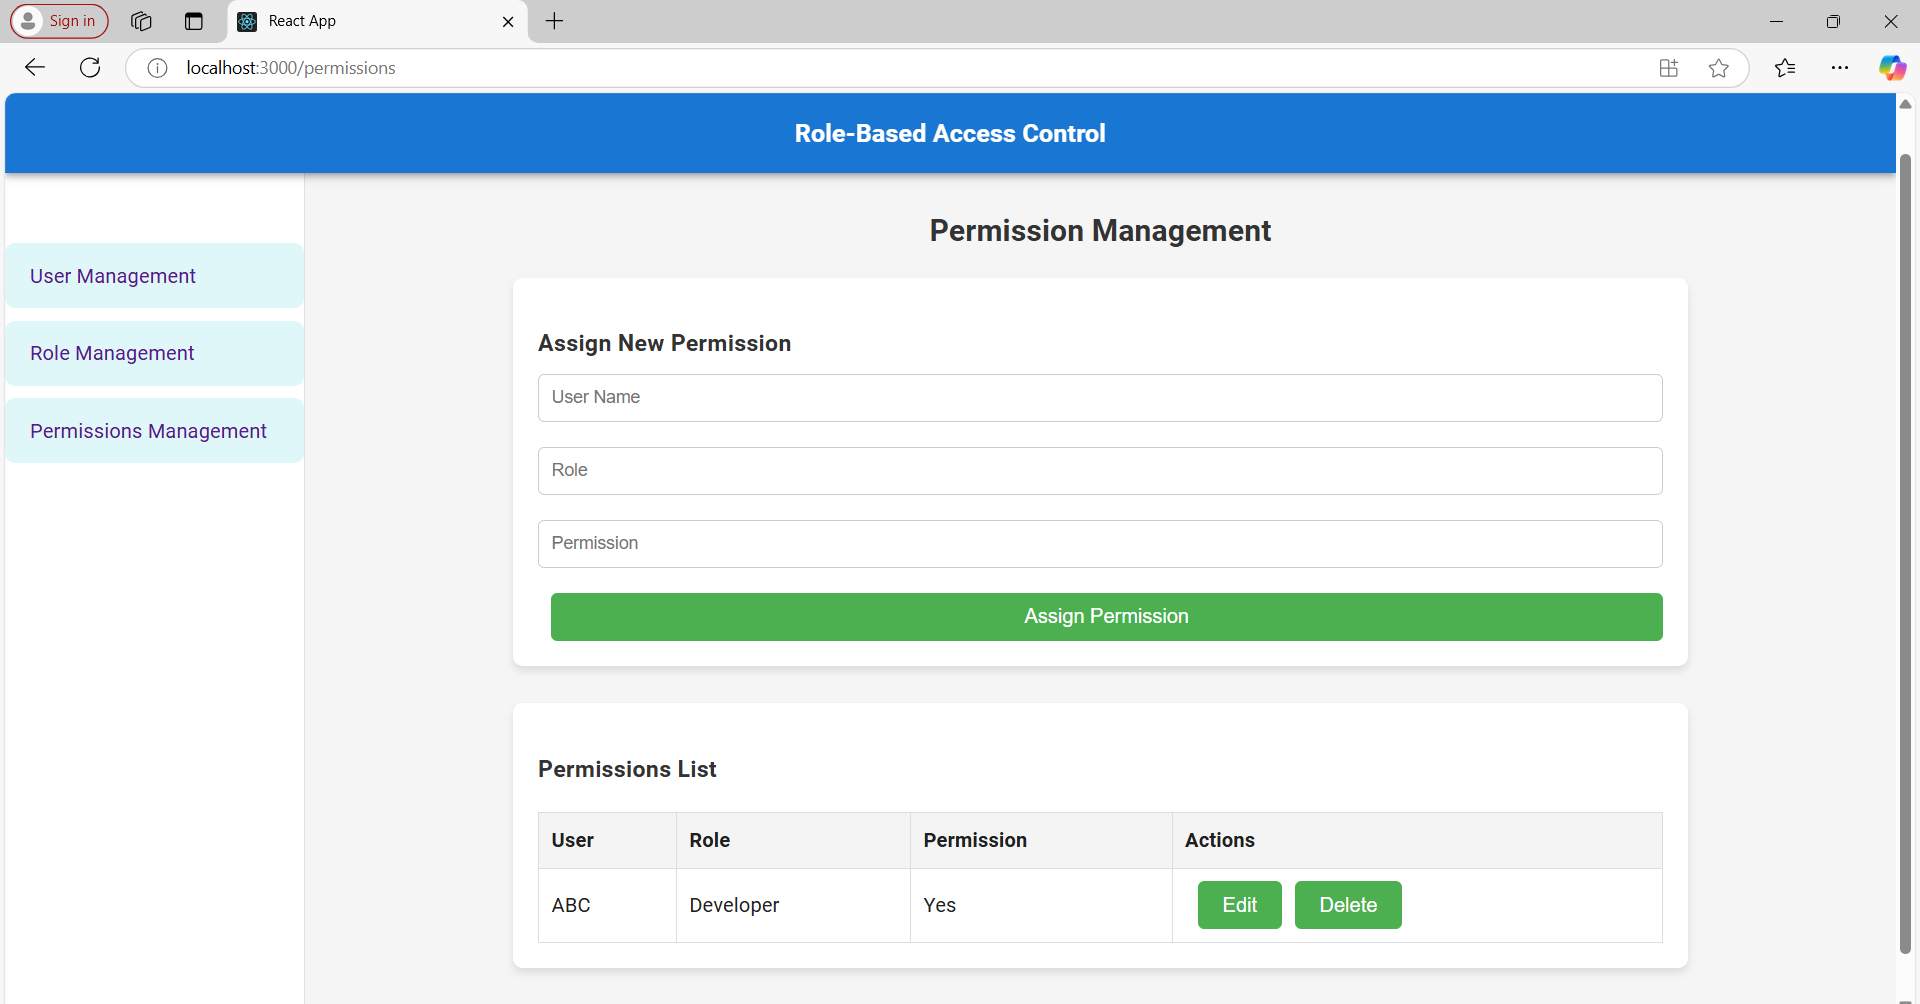 Sign in
React App
localhost:3000/permissions
Role-Based Access Control
User Management
Role Management
Permissions Management
Permission Management
Assign New Permission
User Name
Role
Permission
Assign Permission
Permissions List
User Role Permission Actions
ABC Developer Yes Edit Delete